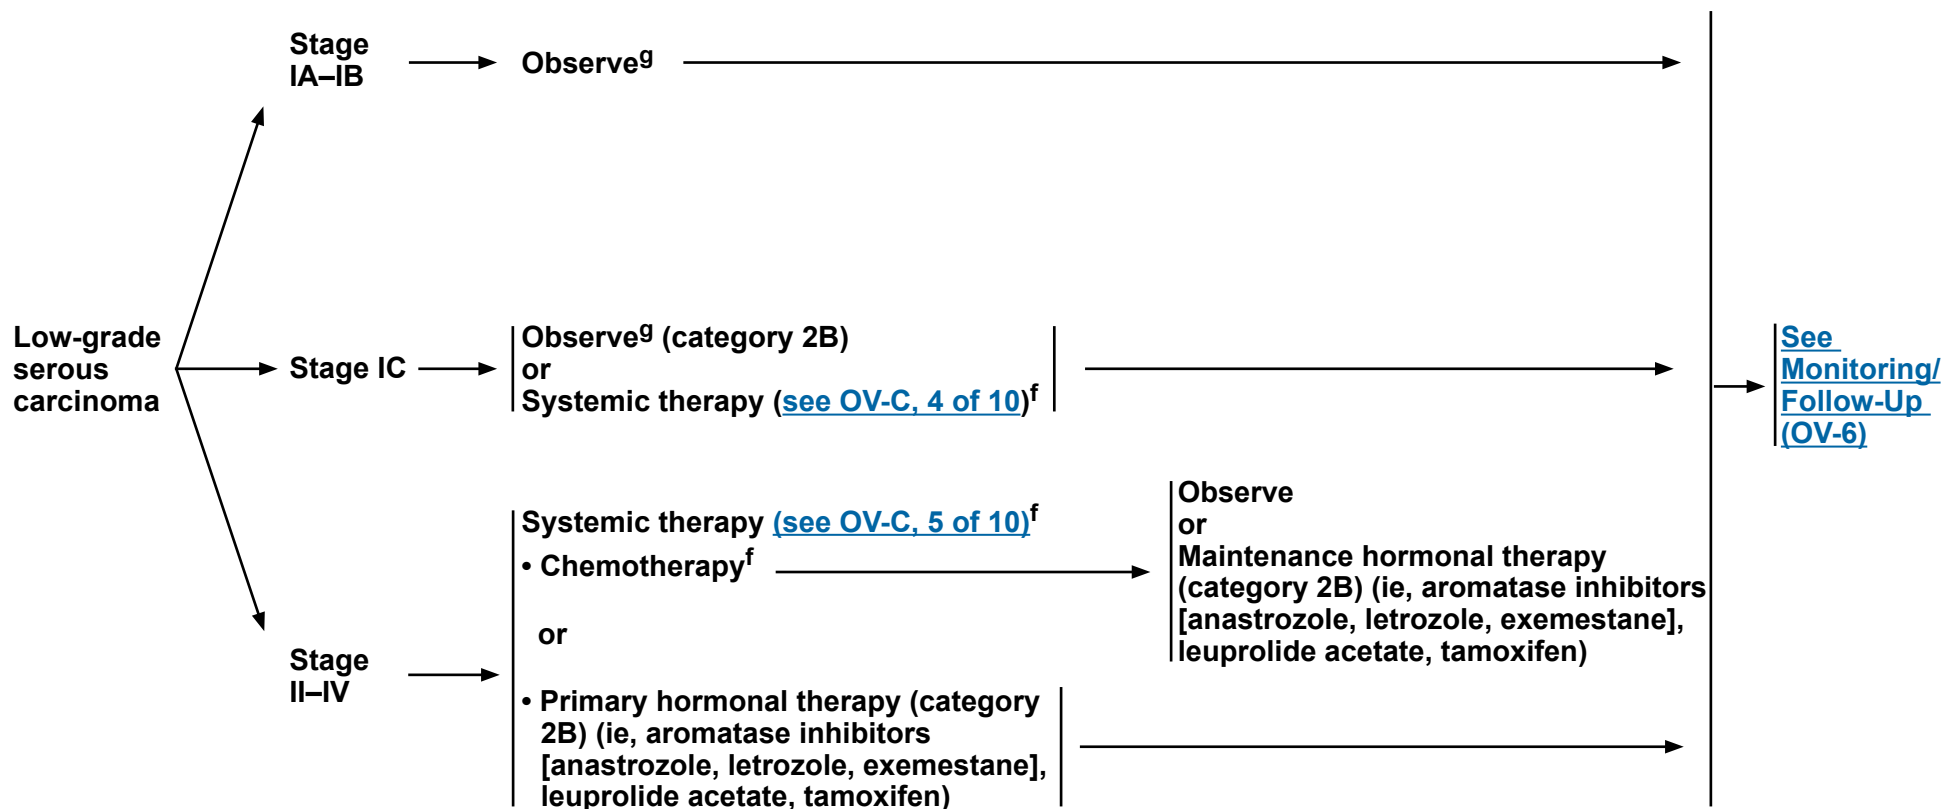 Stage
IA–IB
Observeg
Low-grade
serous
carcinoma
Stage IC
Observeg (category 2B)
or
Systemic therapy (see OV-C, 4 of 10)f
Stage
II–IV
Systemic therapy (see OV-C, 5 of 10)f
• Chemotherapyf
or
• Primary hormonal therapy (category
2B) (ie, aromatase inhibitors
[anastrozole, letrozole, exemestane],
leuprolide acetate, tamoxifen)
Observe
or
Maintenance hormonal therapy
(category 2B) (ie, aromatase inhibitors
[anastrozole, letrozole, exemestane],
leuprolide acetate, tamoxifen)
See
Monitoring/
Follow-Up
(OV-6)